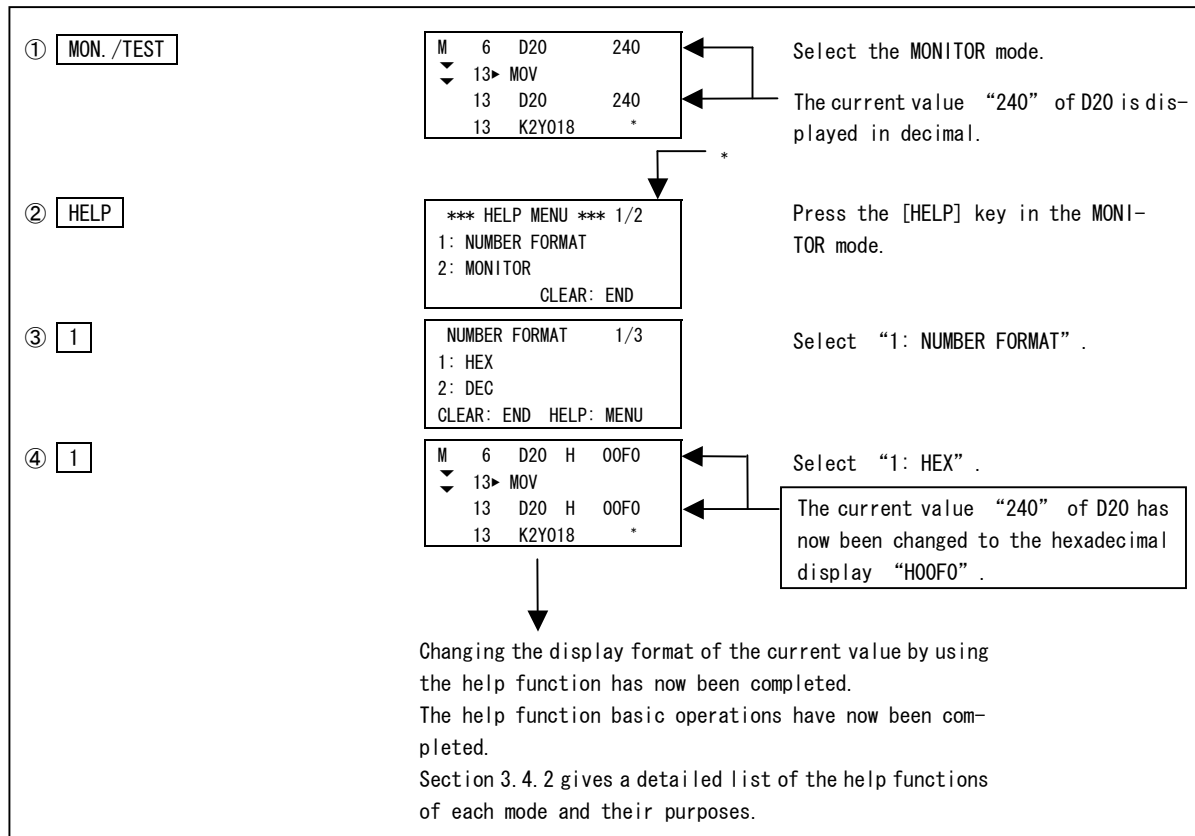 ① MON./TEST
M 6 D20 240
13► MOV
13 D20 240
13 K2Y018 *
Select the MONITOR mode.
The current value “240” of D20 is dis-
played in decimal.
*
② HELP
*** HELP MENU *** 1/2
1: NUMBER FORMAT
2: MONITOR
CLEAR: END
Press the [HELP] key in the MONI-
TOR mode.
③ 1
NUMBER FORMAT 1/3
1: HEX
2: DEC
CLEAR: END HELP: MENU
Select “1: NUMBER FORMAT”.
④ 1
M 6 D20 H 00F0
13► MOV
13 D20 H 00F0
13 K2Y018 *
Select “1: HEX”.
The current value “240” of D20 has
now been changed to the hexadecimal
display “H00F0”.
Changing the display format of the current value by using
the help function has now been completed.
The help function basic operations have now been com-
pleted.
Section 3.4.2 gives a detailed list of the help functions
of each mode and their purposes.